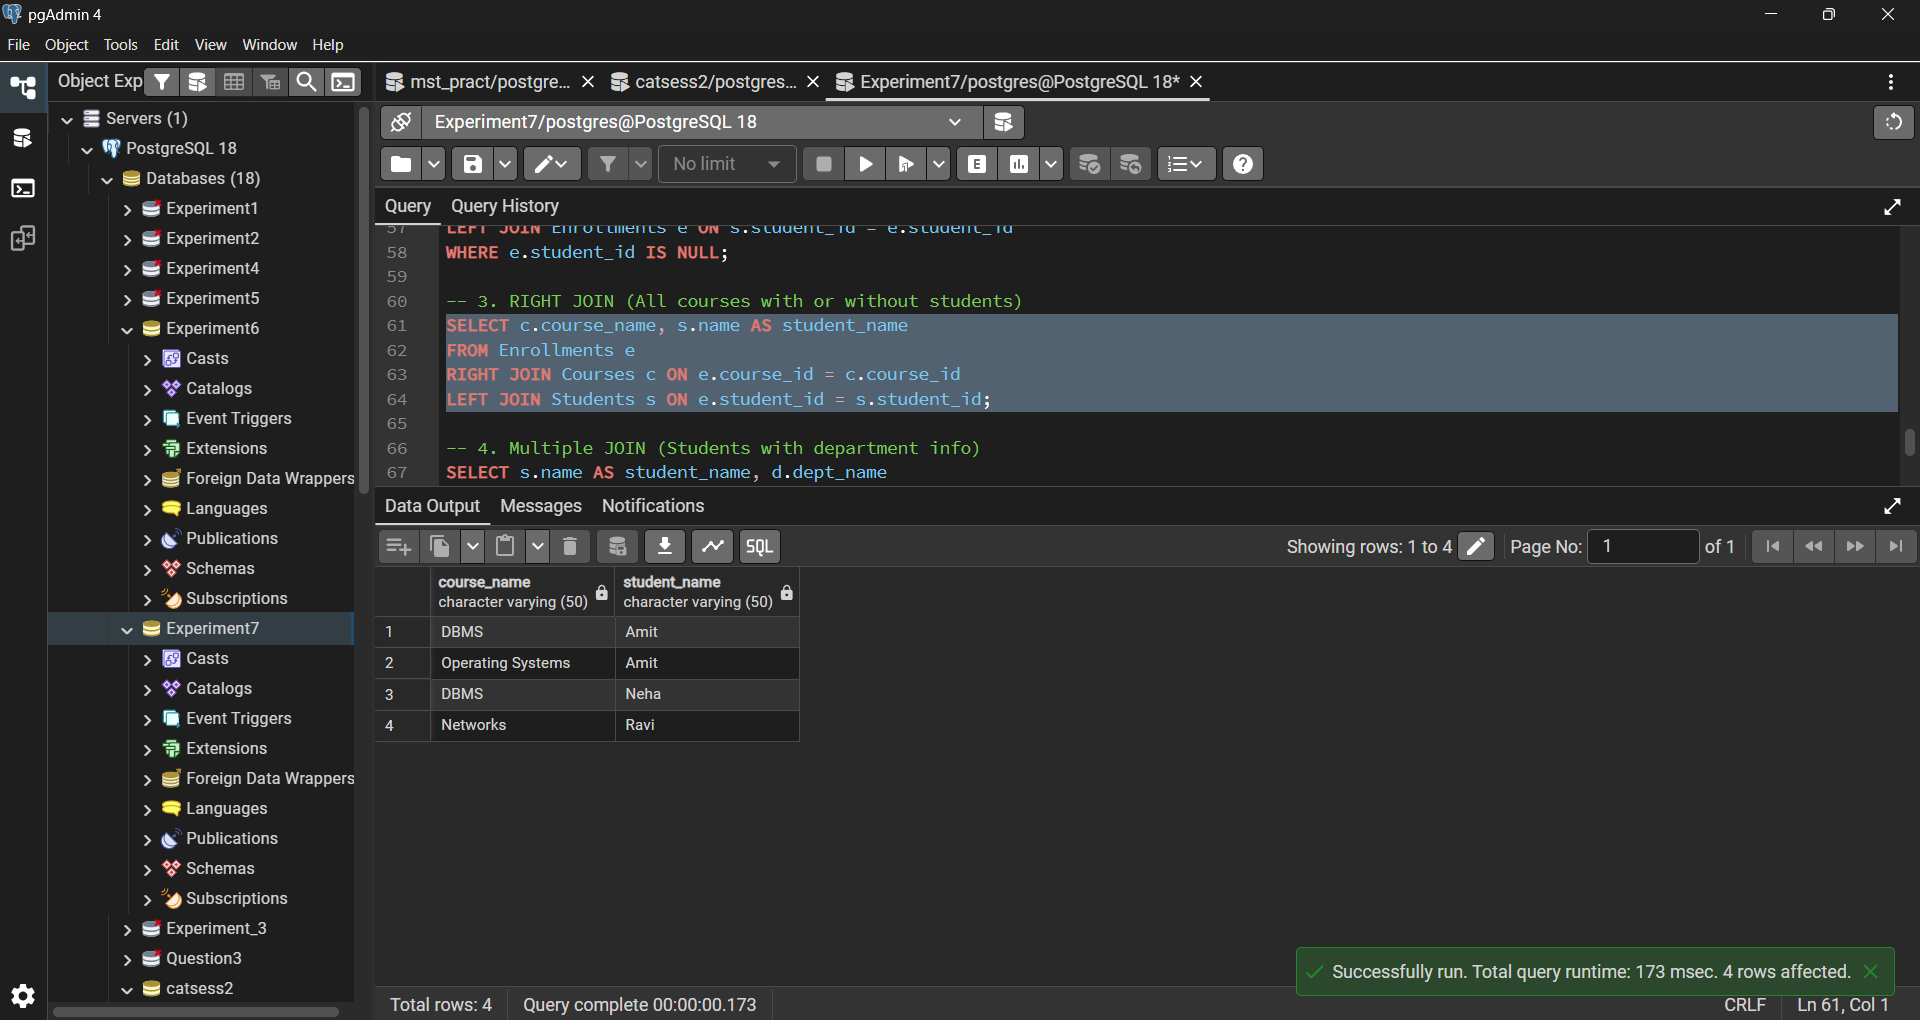 pgAdmin 4
File Object Tools Edit View Window Help
Object Exp
mst_pract/postgre...
catsess2/postgres...
Experiment7/postgres@PostgreSQL 18*
Servers (1)
PostgreSQL 18
Databases (18)
Experiment1
Experiment2
Experiment4
Experiment5
Experiment6
Casts
Catalogs
Event Triggers
Extensions
Foreign Data Wrappers
Languages
Publications
Schemas
Subscriptions
Experiment7
Casts
Catalogs
Event Triggers
Extensions
Foreign Data Wrappers
Languages
Publications
Schemas
Subscriptions
Experiment_3
Question3
catsess2
Experiment7/postgres@PostgreSQL 18
No limit
E
Query Query History
57 LEFT JOIN Enrollments e ON s.student_id = e.student_id
58 WHERE e.student_id IS NULL;
59
60 -- 3. RIGHT JOIN (All courses with or without students)
61 SELECT c.course_name, s.name AS student_name
62 FROM Enrollments e
63 RIGHT JOIN Courses c ON e.course_id = c.course_id
64 LEFT JOIN Students s ON e.student_id = s.student_id;
65
66 -- 4. Multiple JOIN (Students with department info)
67 SELECT s.name AS student_name, d.dept_name
Data Output Messages Notifications
SQL
Showing rows: 1 to 4
Page No: 1 of 1
course_name student_name
character varying (50) character varying (50)
1 DBMS Amit
2 Operating Systems Amit
3 DBMS Neha
4 Networks Ravi
Successfully run. Total query runtime: 173 msec. 4 rows affected.
Total rows: 4 Query complete 00:00:00.173 CRLF Ln 61, Col 1